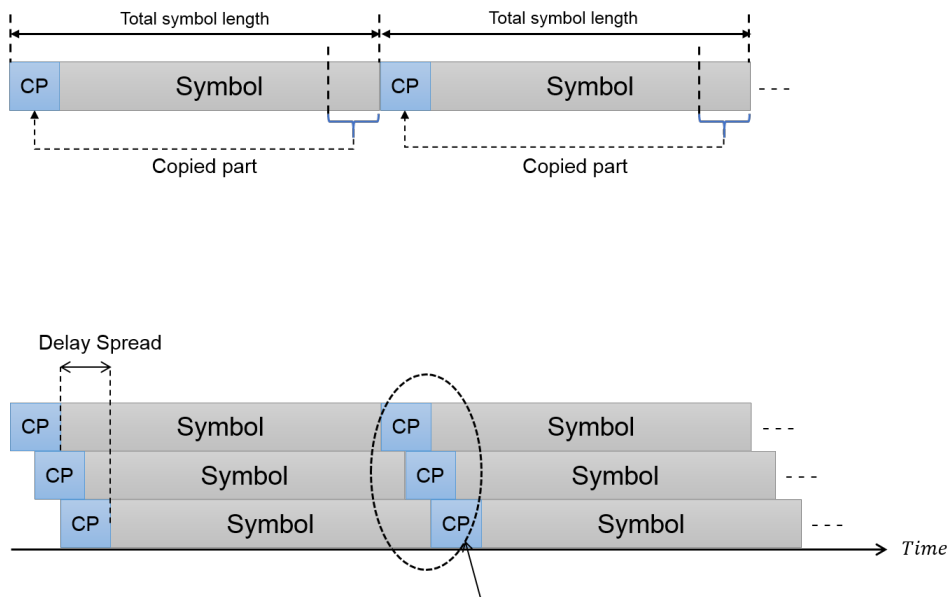 Total symbol length Total symbol length
CP Symbol CP Symbol - - -
Copied part Copied part
Delay Spread
CP Symbol CP Symbol - - -
CP Symbol CP Symbol - - -
CP Symbol CP Symbol - - -
Time